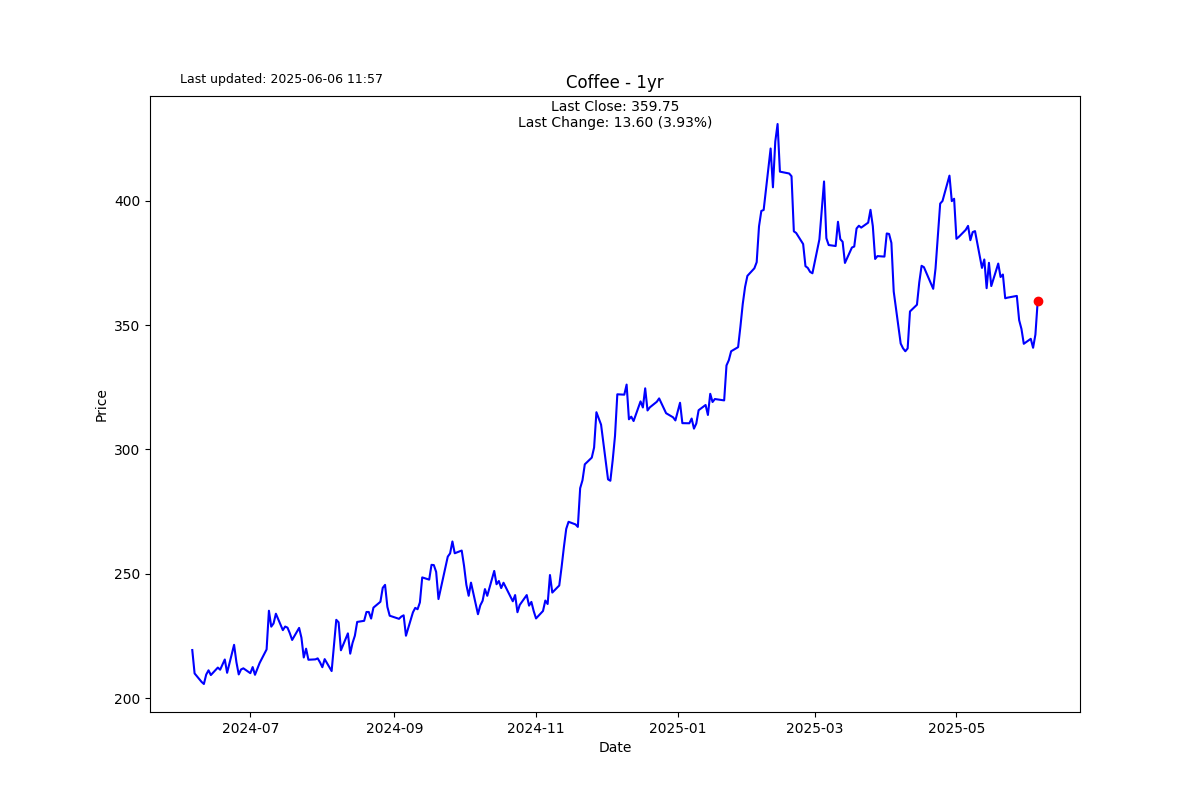 Last updated: 2025-06-06 11:57
Coffee - 1yr
Last Close: 359.75
Last Change: 13.60 (3.93%)
400
350
300
250
200
Price
2024-07
2024-09
2024-11
2025-01
2025-03
2025-05
Date